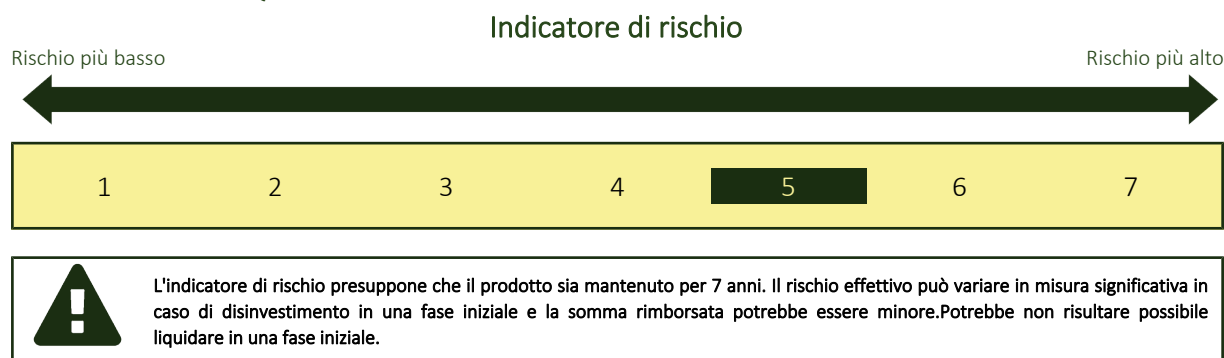 Indicatore di rischio
Rischio più basso
Rischio più alto
1 2 3 4 5 6 7
L'indicatore di rischio presuppone che il prodotto sia mantenuto per 7 anni. Il rischio effettivo può variare in misura significativa in
caso di disinvestimento in una fase iniziale e la somma rimborsata potrebbe essere minore.Potrebbe non risultare possibile
liquidare in una fase iniziale.